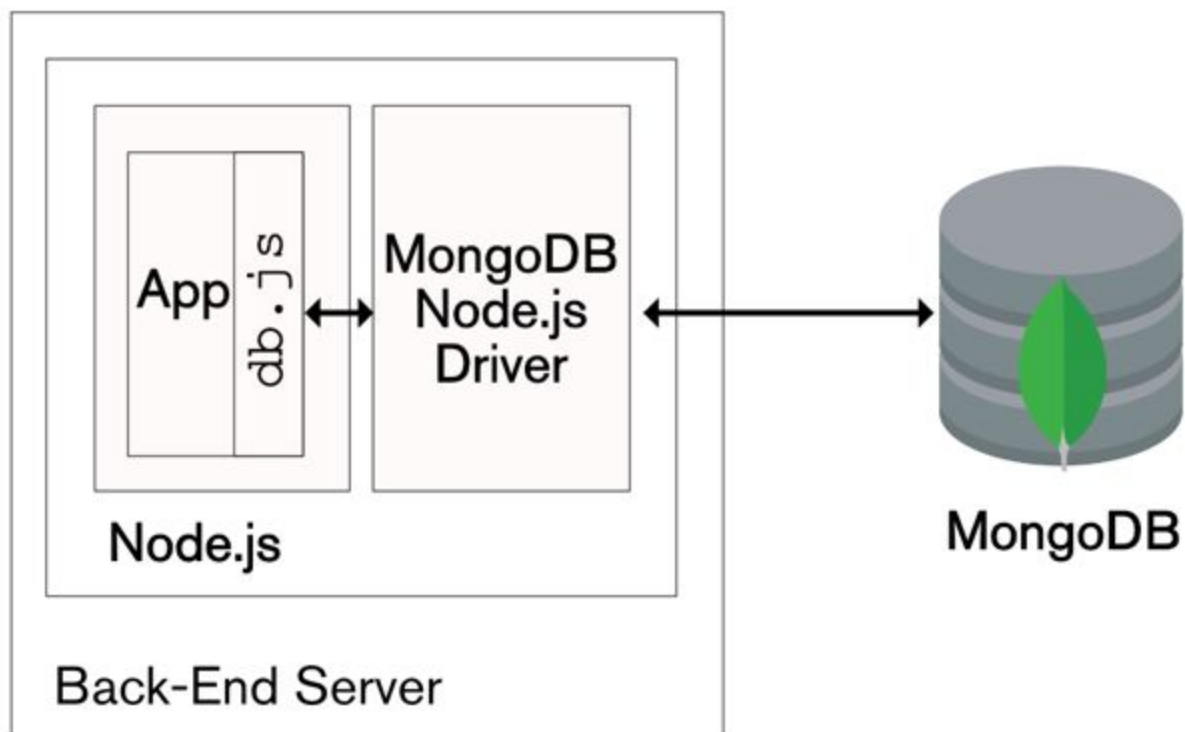 App
db.js
MongoDB
Node.js
Driver
Node.js
Back-End Server
MongoDB